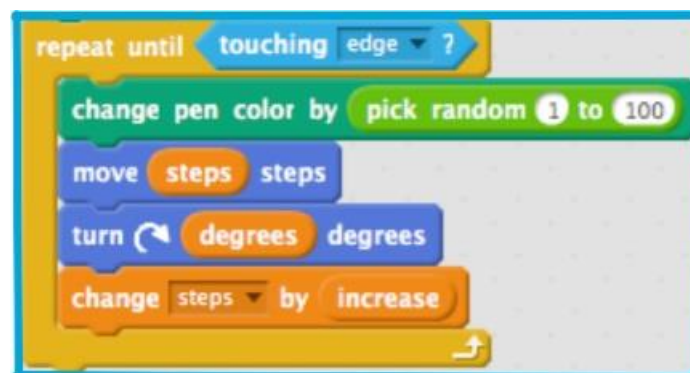 repeat until touching edge ?
change pen color by pick random 1 to 100
move steps steps
turn degrees degrees
change steps by increase